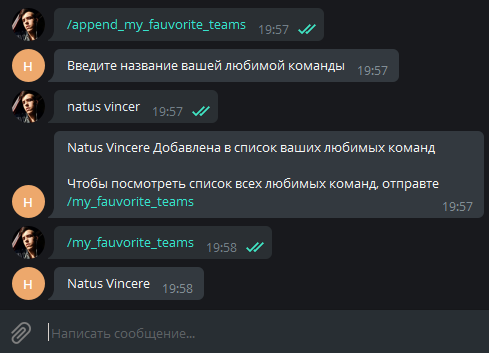 /append_my_fauvorite_teams 19:57
Н
Введите название вашей любимой команды 19:57
natus vincer 19:57
Natus Vincere Добавлена в список ваших любимых команд
Чтобы посмотреть список всех любимых команд, отправте
Н
/my_fauvorite_teams 19:57
/my_fauvorite_teams 19:58
Н
Natus Vincere 19:58
Написать сообщение...